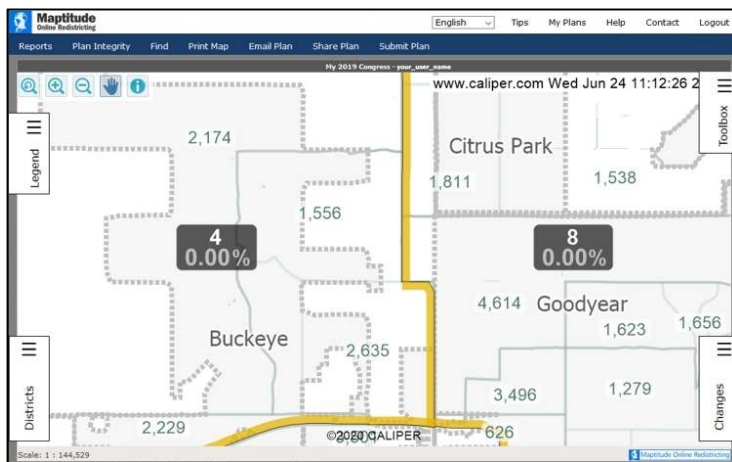 Maptitude
Online Redistricting
English Tips My Plans Help Contact Logout
Reports Plan Integrity Find Print Map Email Plan Share Plan Submit Plan
My 2019 Congress - your_user_name
www.caliper.com Wed Jun 24 11:12:26 2
Legend
Toolbox
2,174
Citrus Park
1,811
1,538
1,556
4
0.00%
8
0.00%
4,614
Goodyear
1,623
1,656
Buckeye
2,635
Districts
Changes
3,496
1,279
2,229
626
©2020 CALIPER
Scale: 1 : 144,529
Maptitude Online Redistricting